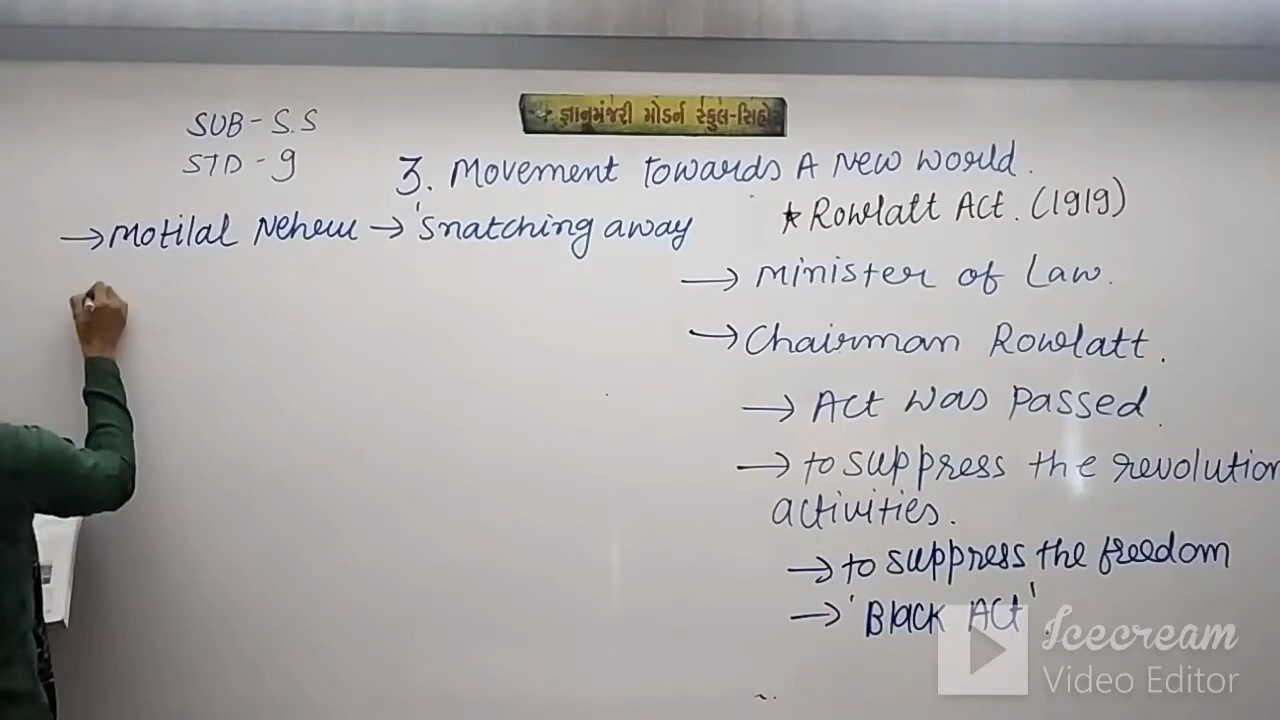 જ્ઞાનમંજરી મોડર્ન સ્કુલ-સિહોર
SUB - S.S
STD - 9
3. Movement towards A New world.
→ Motilal Nehru → 'Snatching away
* Rowlatt Act. (1919)
→ Minister of Law.
→ Chairman Rowlatt.
→ Act was passed.
→ to suppress the revolution
activities.
→ to suppress the freedom
→ 'Black Act'.
Icecream
Video Editor